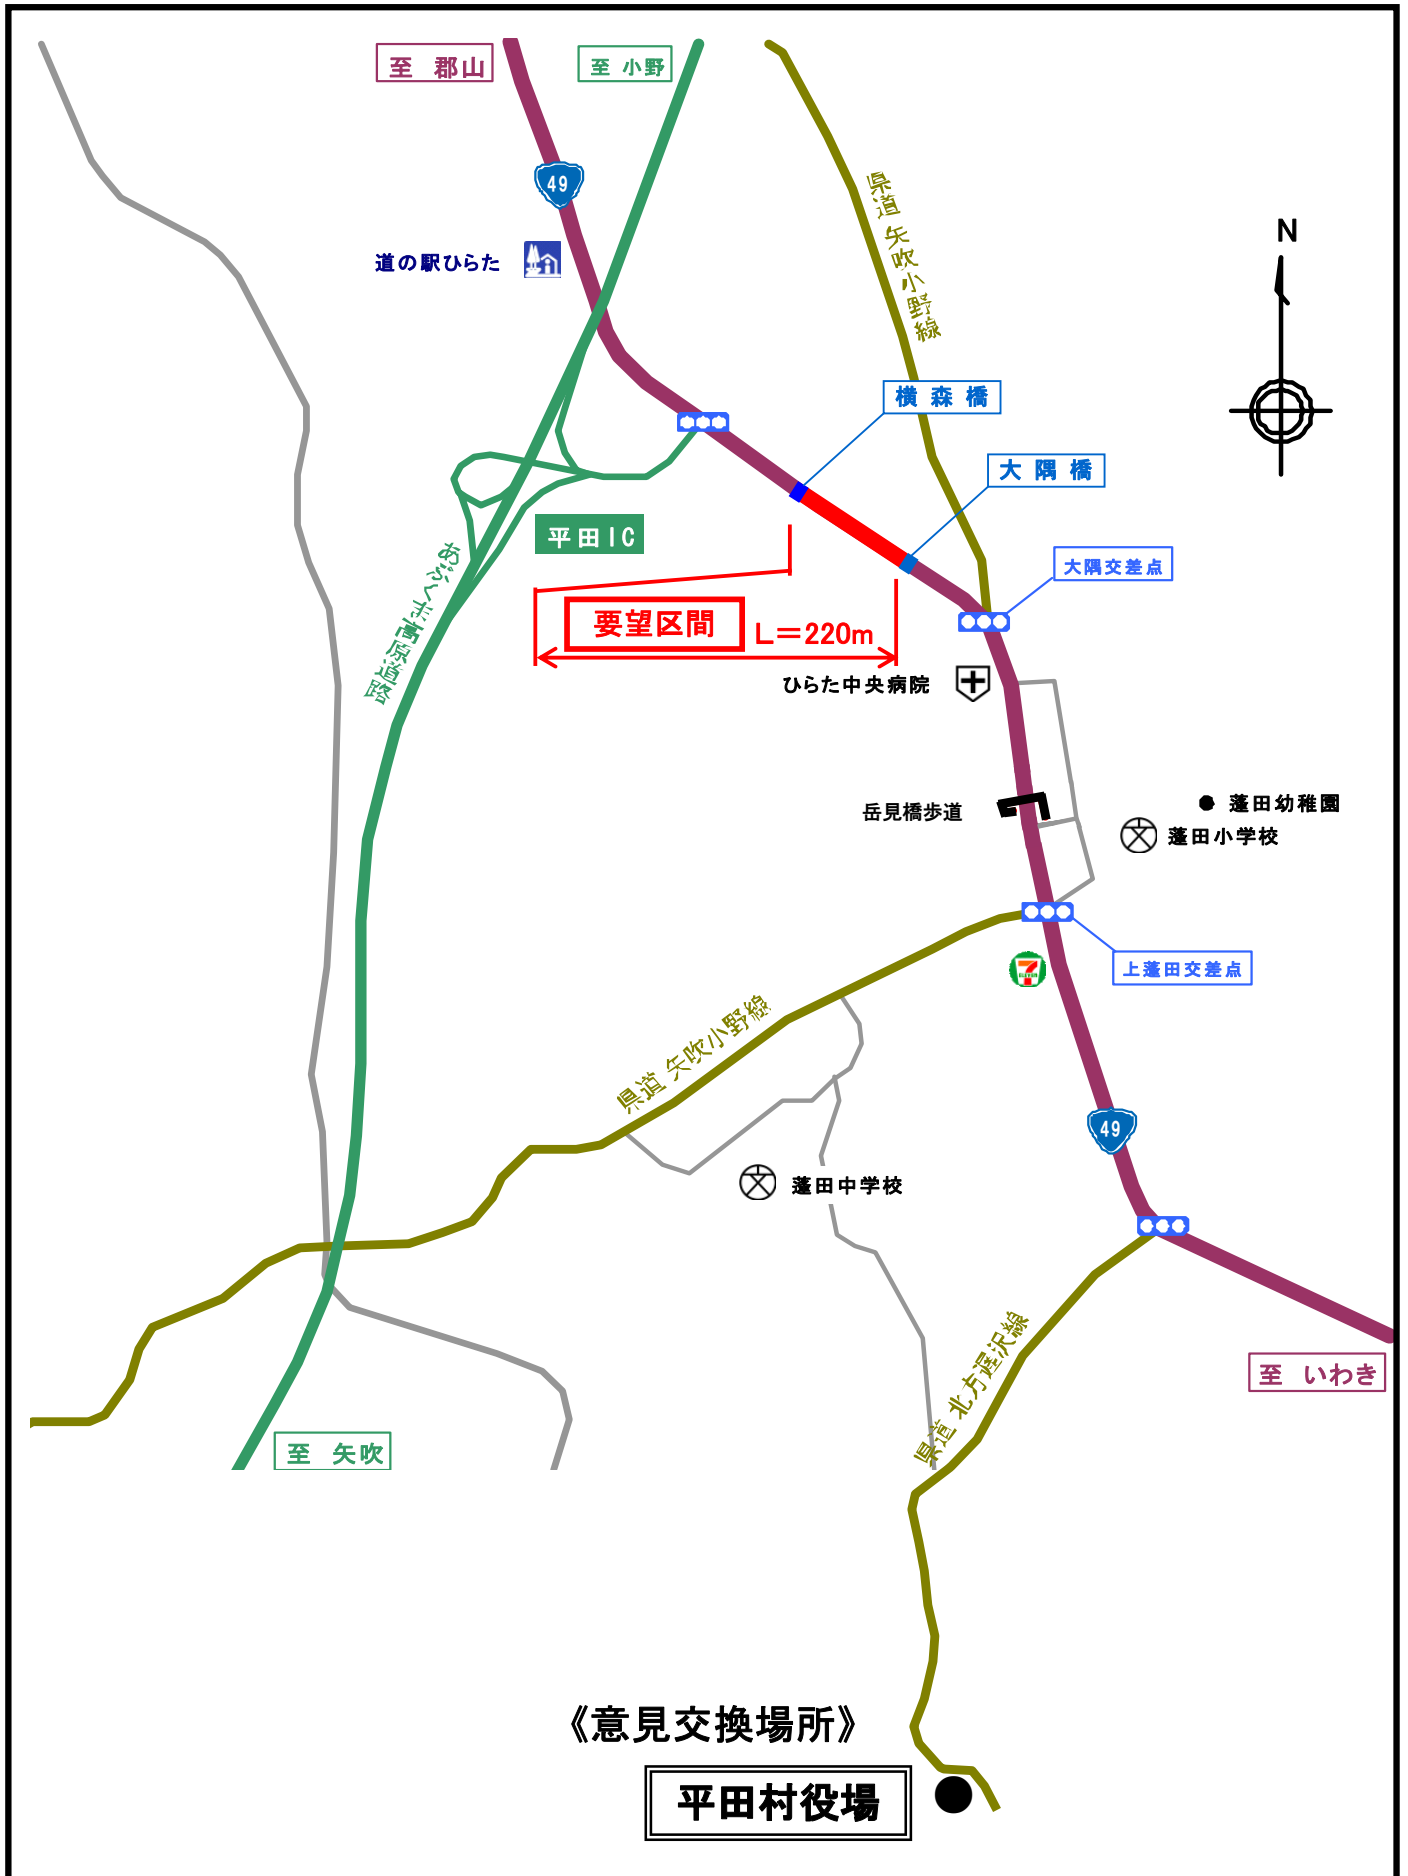 至 郡山
至 小野
49
県道 矢吹小野線
道の駅ひらた
N
横森橋
大隅橋
平田IC
あぶくま高原道路
大隅交差点
要望区間
L=220m
ひらた中央病院
岳見橋歩道
蓬田幼稚園
文
蓬田小学校
7
ELEVEN
上蓬田交差点
県道 矢吹小野線
49
文
蓬田中学校
県道 北方遅沢線
至 いわき
至 矢吹
《意見交換場所》
平田村役場